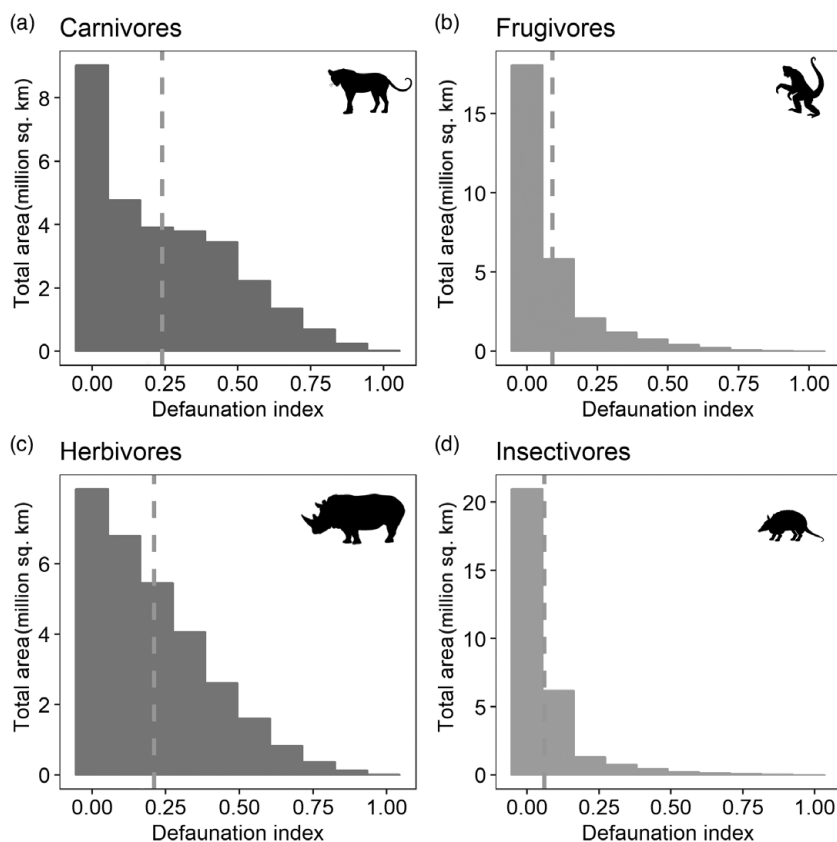 (a) Carnivores
Total area(million sq. km)
8
6
4
2
0
0.00 0.25 0.50 0.75 1.00
Defaunation index
(b) Frugivores
Total area(million sq. km)
15
10
5
0
0.00 0.25 0.50 0.75 1.00
Defaunation index
(c) Herbivores
Total area(million sq. km)
6
4
2
0
0.00 0.25 0.50 0.75 1.00
Defaunation index
(d) Insectivores
Total area(million sq. km)
20
15
10
5
0
0.00 0.25 0.50 0.75 1.00
Defaunation index